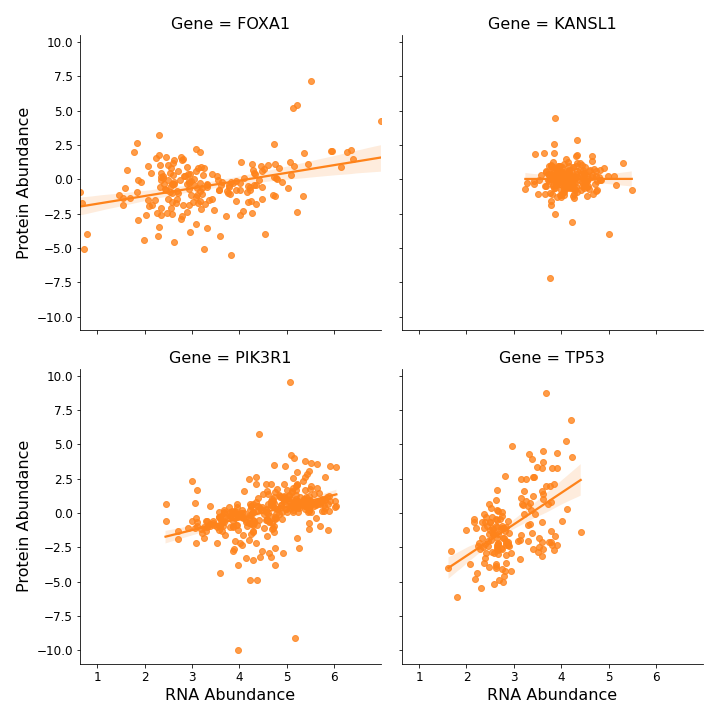 Gene = FOXA1
Gene = KANSL1
Protein Abundance
10.0
7.5
5.0
2.5
0.0
−2.5
−5.0
−7.5
−10.0
Gene = PIK3R1
Gene = TP53
Protein Abundance
10.0
7.5
5.0
2.5
0.0
−2.5
−5.0
−7.5
−10.0
1 2 3 4 5 6
1 2 3 4 5 6
RNA Abundance
RNA Abundance